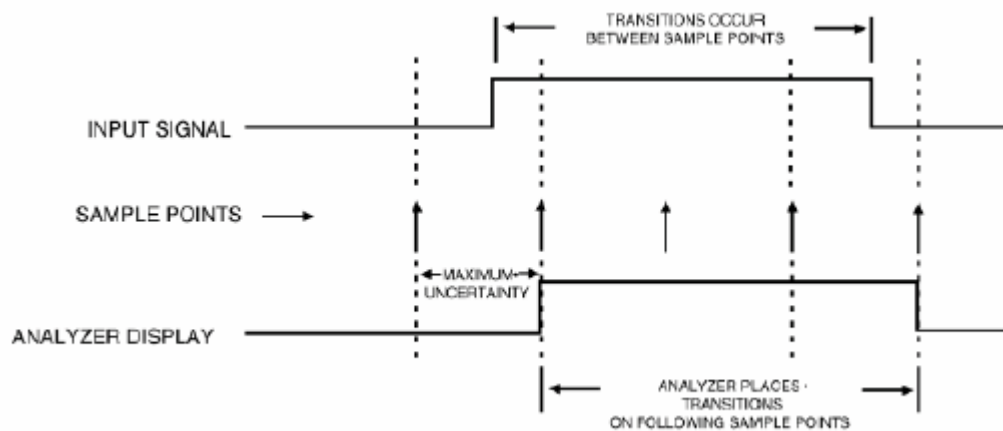 TRANSITIONS OCCUR
BETWEEN SAMPLE POINTS
INPUT SIGNAL
SAMPLE POINTS
MAXIMUM
UNCERTAINTY
ANALYZER DISPLAY
ANALYZER PLACES
TRANSITIONS
ON FOLLOWING SAMPLE POINTS